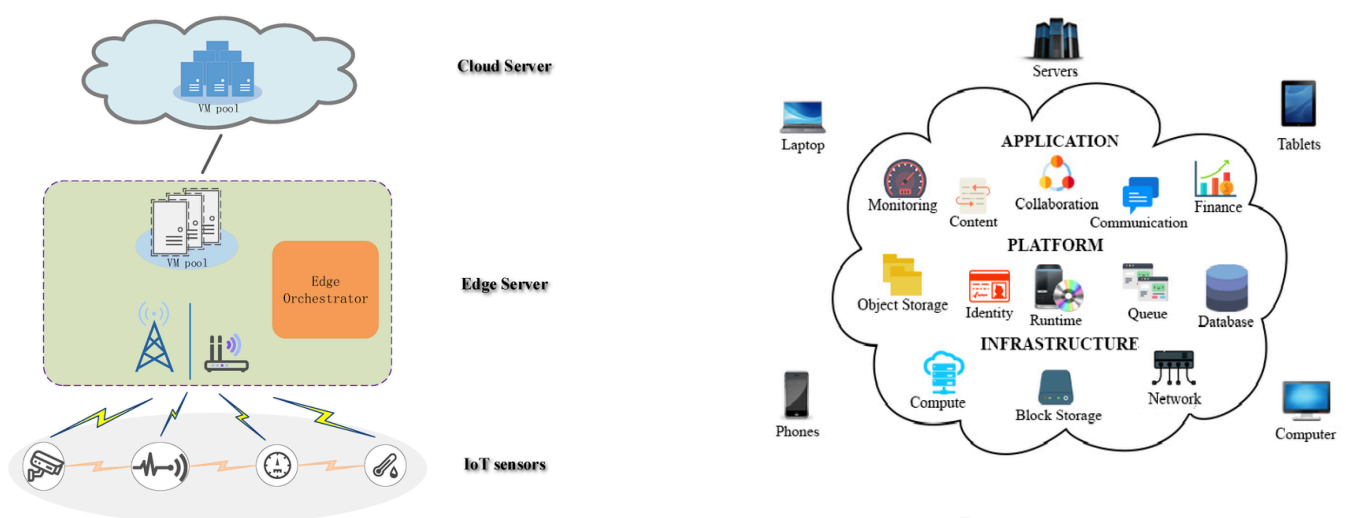 VM pool
Cloud Server
VM pool
Edge
Orchestrator
Edge Server
IoT sensors
Servers
Laptop
Tablets
APPLICATION
Monitoring
Content
Collaboration
Communication
Finance
PLATFORM
Object Storage
Identity
Runtime
Queue
Database
INFRASTRUCTURE
Compute
Block Storage
Network
Phones
Computer